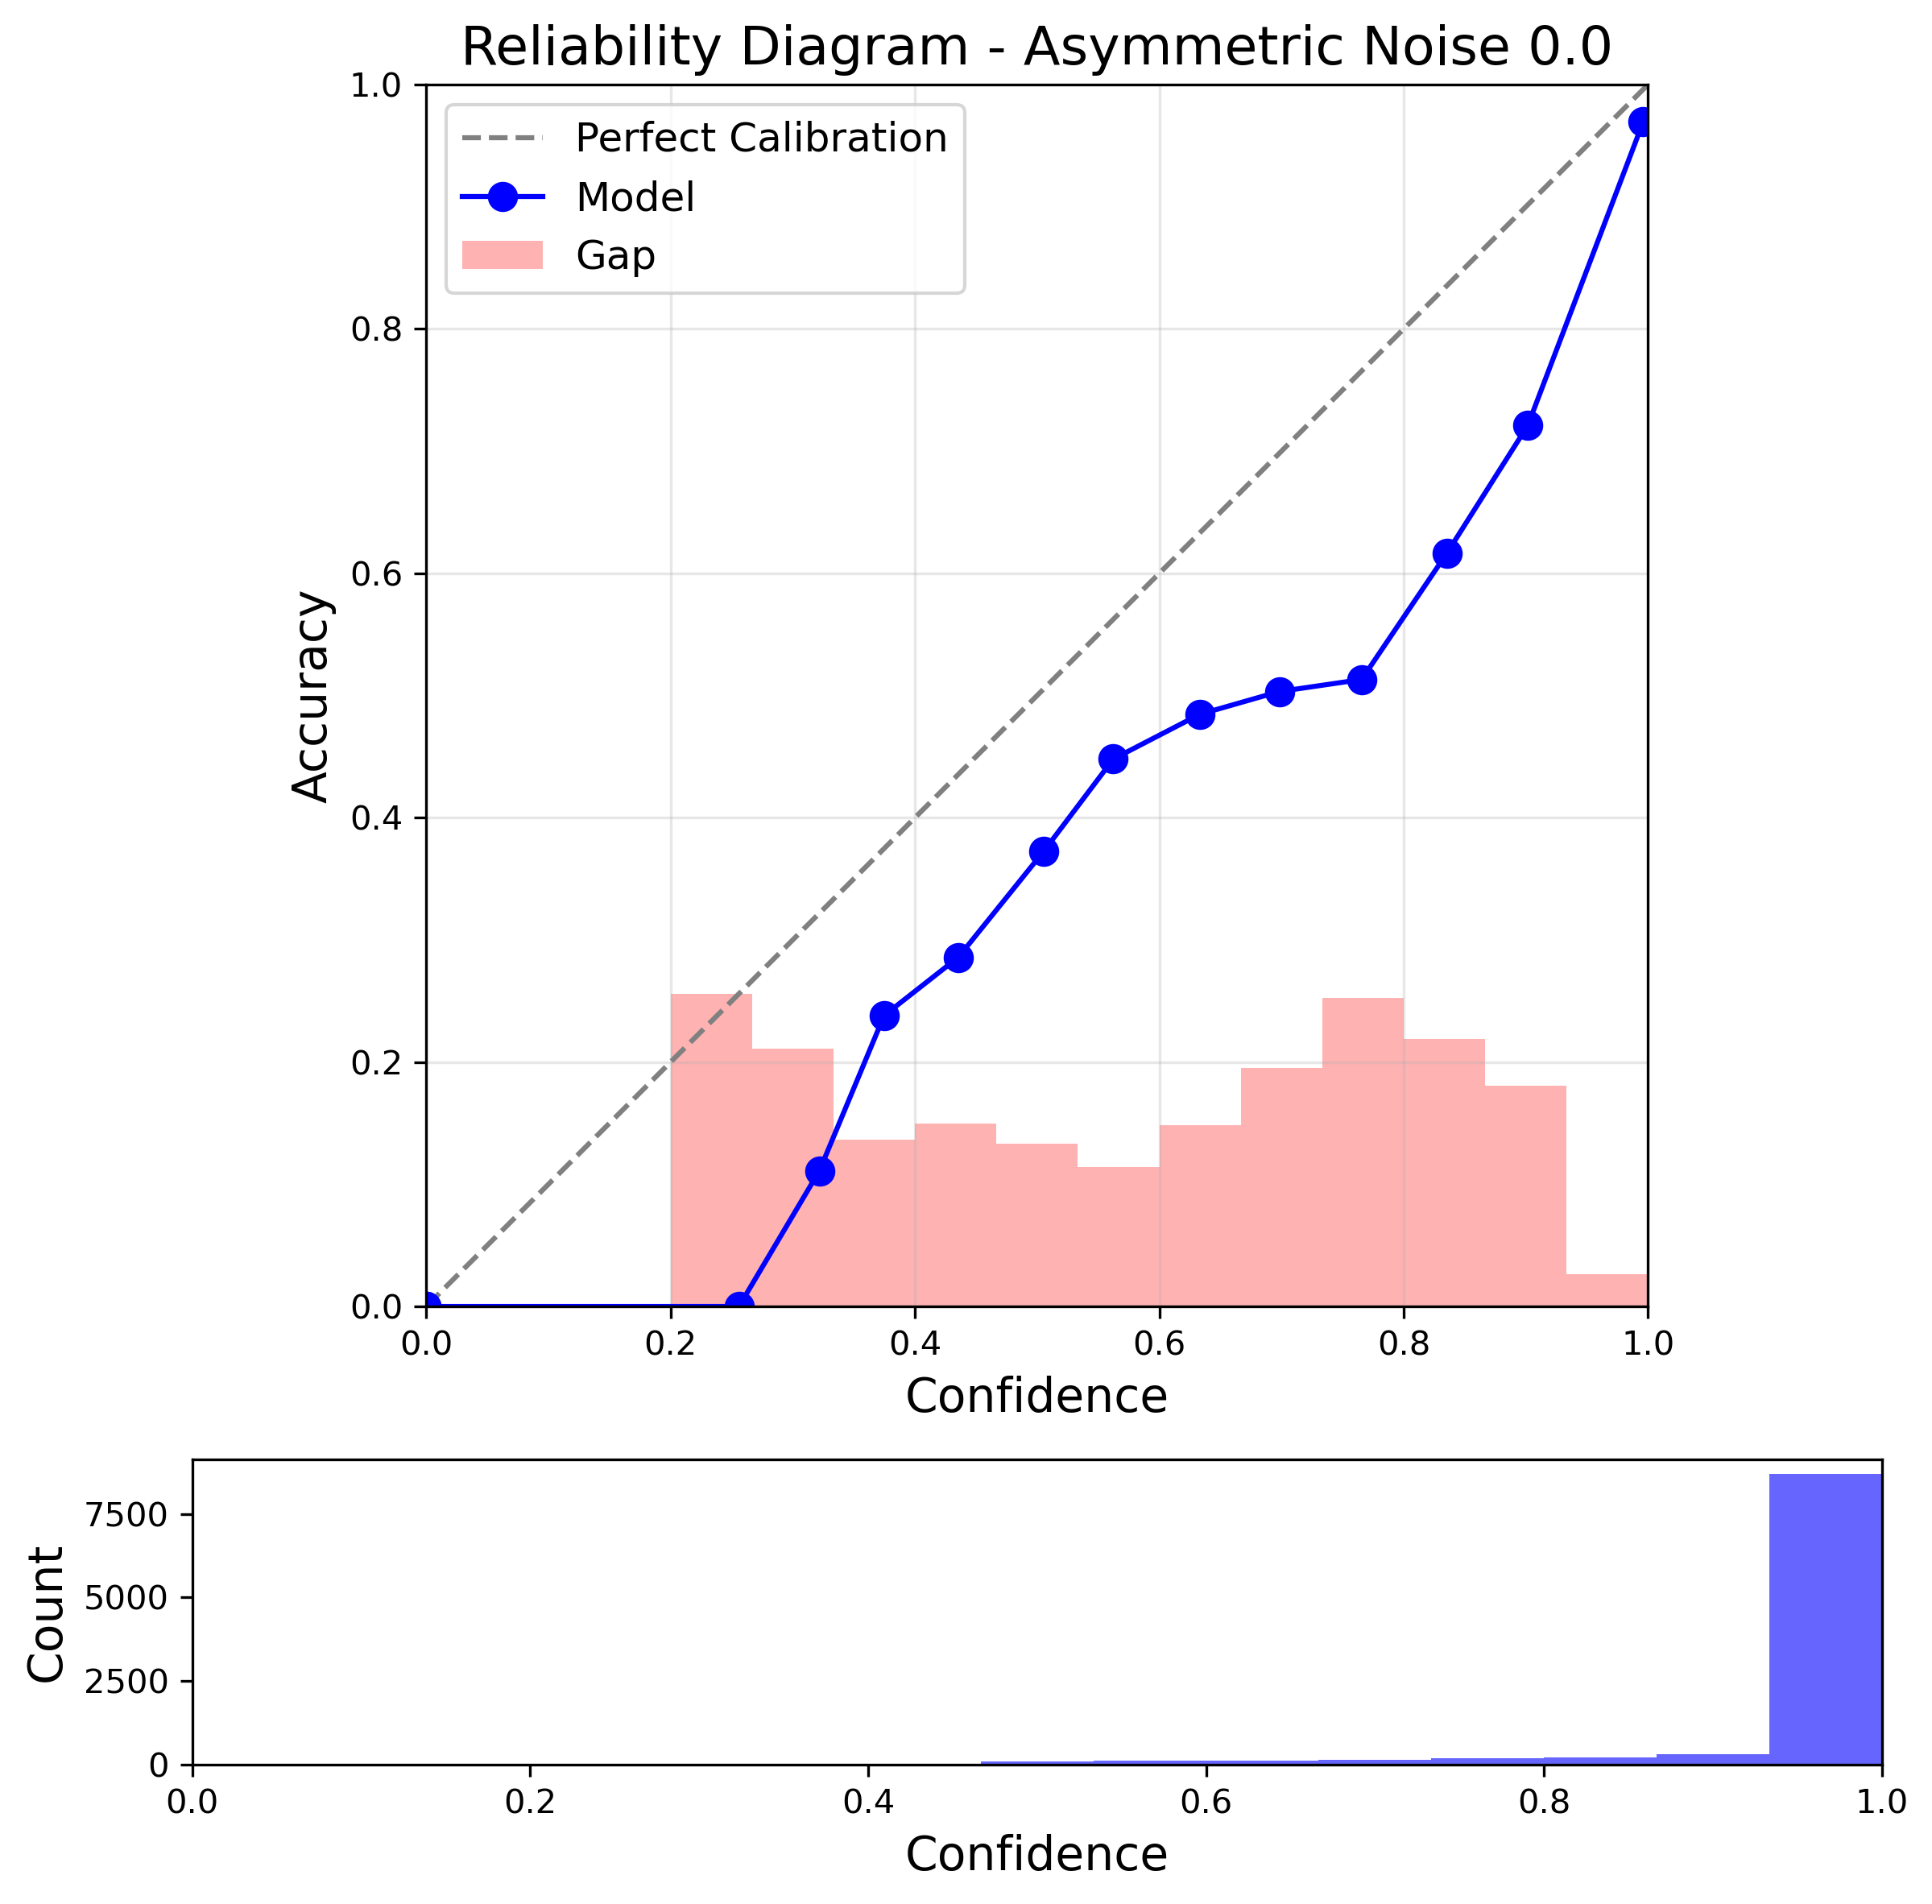 Reliability Diagram - Asymmetric Noise 0.0
Perfect Calibration
Model
Gap
1.0
0.8
0.6
0.4
0.2
0.0
Accuracy
0.0 0.2 0.4 0.6 0.8 1.0
Confidence
7500
5000
2500
0
Count
0.0 0.2 0.4 0.6 0.8 1.0
Confidence